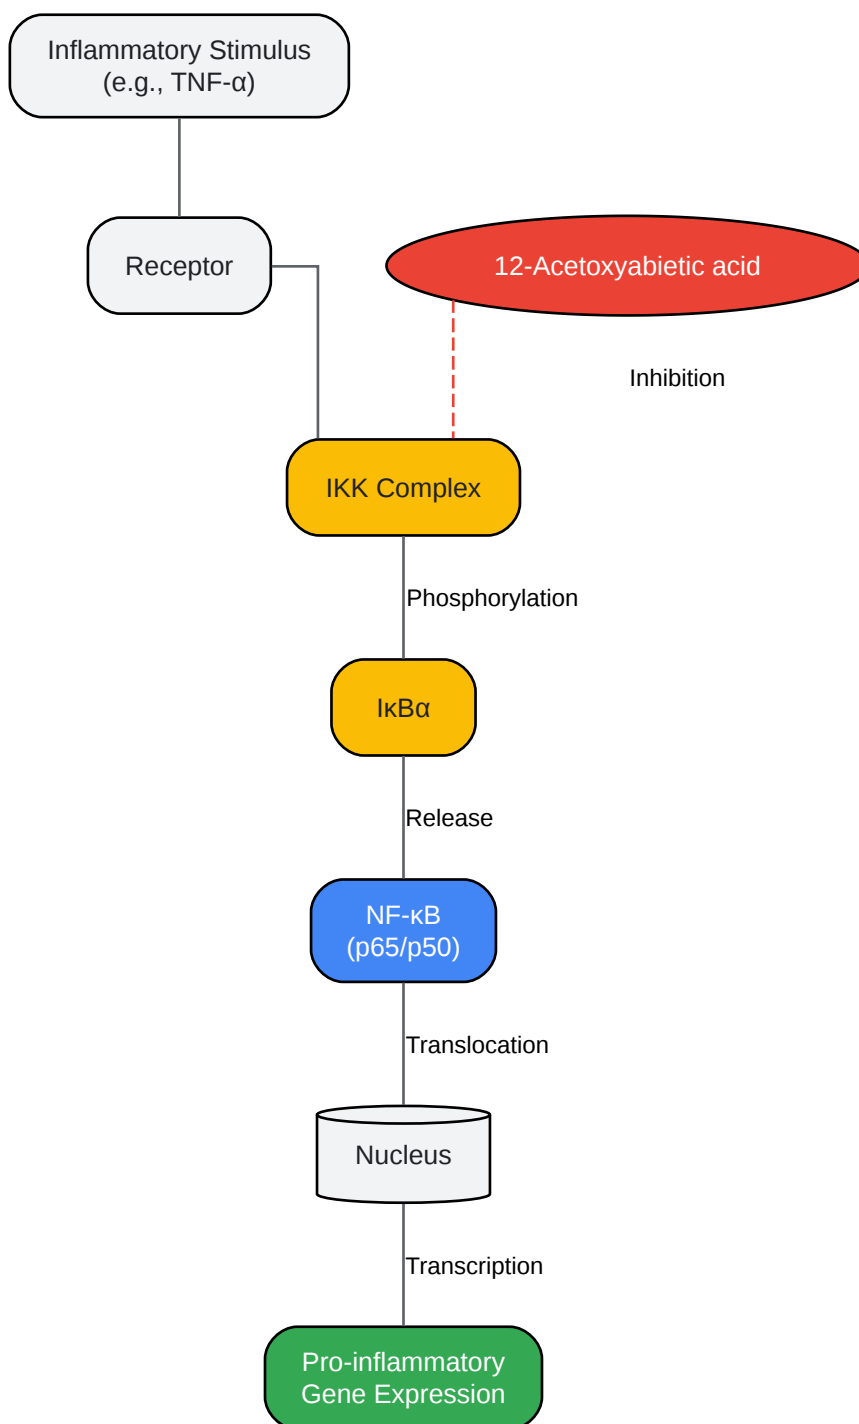 Inflammatory Stimulus
(e.g., TNF-α)
Receptor
12-Acetoxyabietic acid
Inhibition
IKK Complex
Phosphorylation
IκBα
Release
NF-κB
(p65/p50)
Translocation
Nucleus
Transcription
Pro-inflammatory
Gene Expression